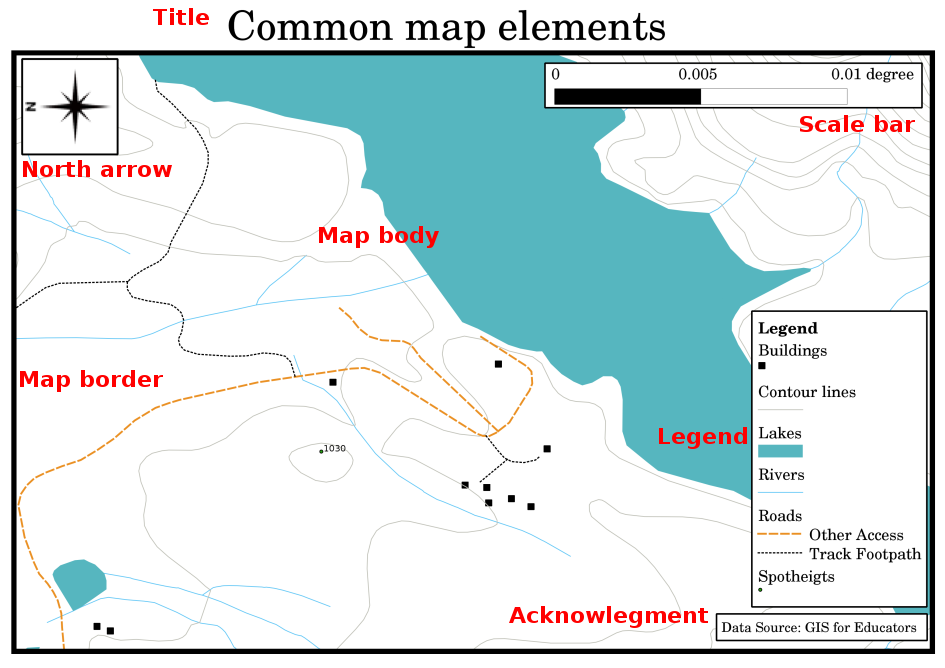 Title
Common map elements
N
North arrow
0 0.005 0.01 degree
Scale bar
Map body
Map border
1030
Legend
Legend
Buildings
Contour lines
Lakes
Rivers
Roads
Other Access
Track Footpath
Spotheigts
Acknowlegment
Data Source: GIS for Educators